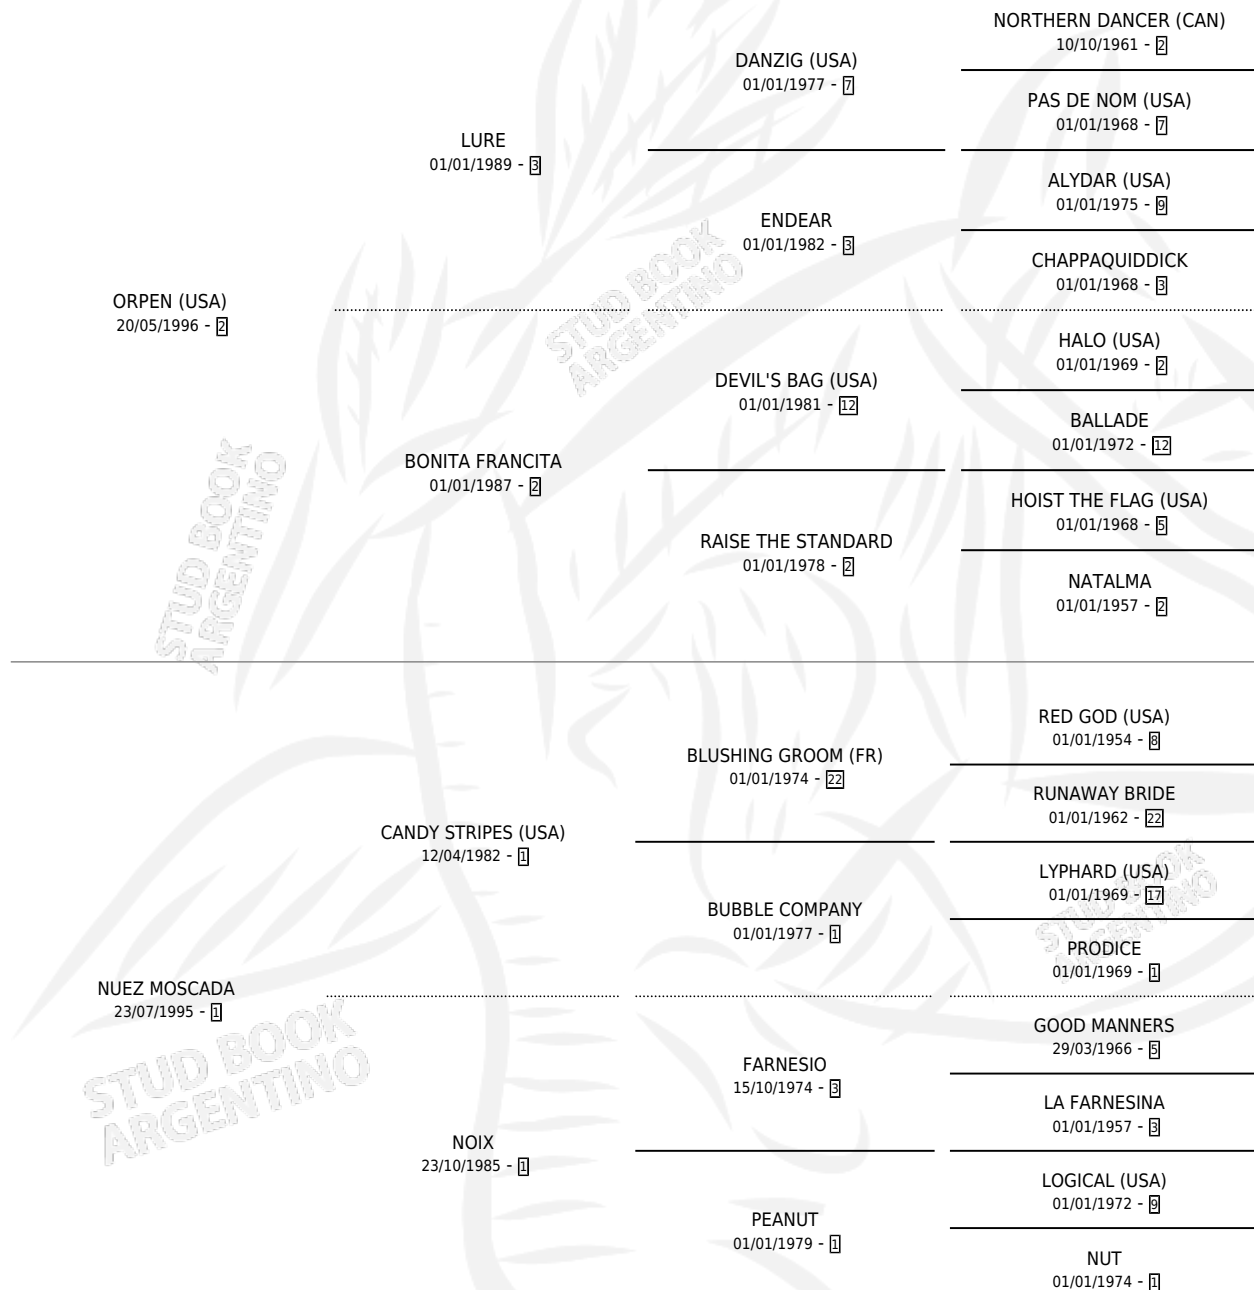 NORTHERN DANCER (CAN)
10/10/1961 - 2
DANZIG (USA)
01/01/1977 - 7
PAS DE NOM (USA)
01/01/1968 - 7
LURE
01/01/1989 - 3
ALYDAR (USA)
01/01/1975 - 9
ENDEAR
01/01/1982 - 3
CHAPPAQUIDDICK
01/01/1968 - 3
ORPEN (USA)
20/05/1996 - 2
HALO (USA)
01/01/1969 - 2
DEVIL'S BAG (USA)
01/01/1981 - 12
BALLADE
01/01/1972 - 12
BONITA FRANCITA
01/01/1987 - 2
HOIST THE FLAG (USA)
01/01/1968 - 5
RAISE THE STANDARD
01/01/1978 - 2
NATALMA
01/01/1957 - 2
STUD BOOK
ARGENTINO
STUD BOOK
ARGENTINO
RED GOD (USA)
01/01/1954 - 8
BLUSHING GROOM (FR)
01/01/1974 - 22
RUNAWAY BRIDE
01/01/1962 - 22
CANDY STRIPES (USA)
12/04/1982 - 1
LYPHARD (USA)
01/01/1969 - 17
BUBBLE COMPANY
01/01/1977 - 1
PRODICE
01/01/1969 - 1
STUD BOOK
ARGENTINO
NUEZ MOSCADA
23/07/1995 - 1
GOOD MANNERS
29/03/1966 - 5
FARNESIO
15/10/1974 - 3
LA FARNESINA
01/01/1957 - 3
NOIX
23/10/1985 - 1
LOGICAL (USA)
01/01/1972 - 9
PEANUT
01/01/1979 - 1
NUT
01/01/1974 - 1
STUD BOOK
ARGENTINO